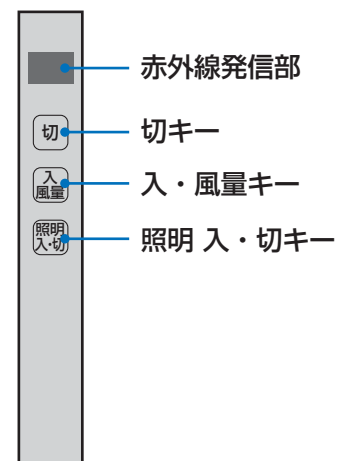 赤外線発信部
切
切キー
入
風量
入・風量キー
照明
入・切
照明 入・切キー